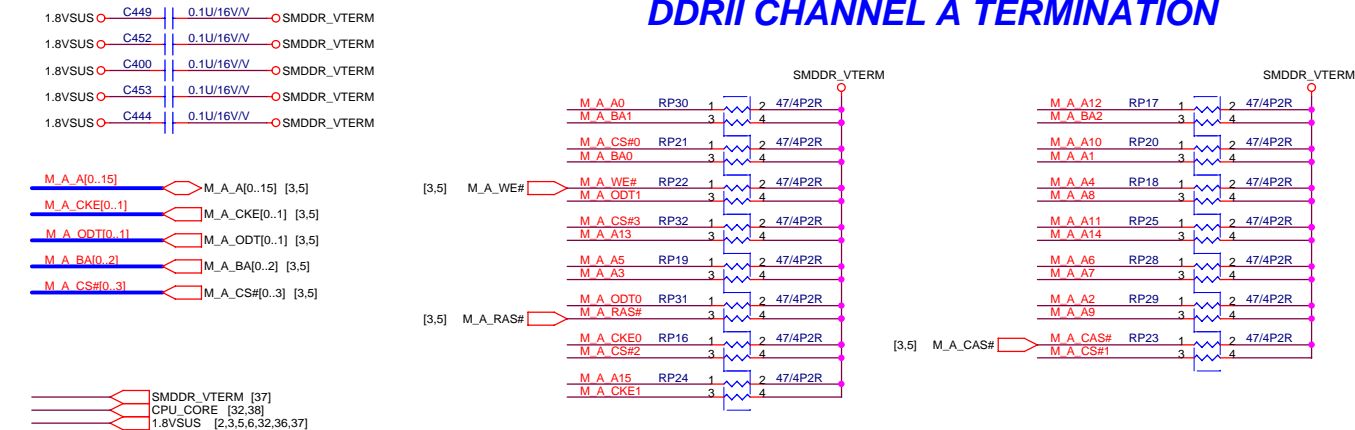 DDRII CHANNEL A TERMINATION
1.8VSUS C449 0.1U/16V/V SMDDR_VTERM
1.8VSUS C452 0.1U/16V/V SMDDR_VTERM
1.8VSUS C400 0.1U/16V/V SMDDR_VTERM
1.8VSUS C453 0.1U/16V/V SMDDR_VTERM
1.8VSUS C444 0.1U/16V/V SMDDR_VTERM
M_A_A[0..15] M_A_A[0..15] [3,5]
M_A_CKE[0..1] M_A_CKE[0..1] [3,5]
M_A_ODT[0..1] M_A_ODT[0..1] [3,5]
M_A_BA[0..2] M_A_BA[0..2] [3,5]
M_A_CS#[0..3] M_A_CS#[0..3] [3,5]
SMDDR_VTERM [37]
CPU_CORE [32,38]
1.8VSUS [2,3,5,6,32,36,37]
SMDDR_VTERM
M_A_A0 RP30 1 2 47/4P2R
M_A_BA1 3 4
M_A_CS#0 RP21 1 2 47/4P2R
M_A_BA0 3 4
[3,5] M_A_WE# M_A_WE# RP22 1 2 47/4P2R
M_A_ODT1 3 4
M_A_CS#3 RP32 1 2 47/4P2R
M_A_A13 3 4
M_A_A5 RP19 1 2 47/4P2R
M_A_A3 3 4
M_A_ODT0 RP31 1 2 47/4P2R
[3,5] M_A_RAS# M_A_RAS# 3 4
M_A_CKE0 RP16 1 2 47/4P2R
M_A_CS#2 3 4
M_A_A15 RP24 1 2 47/4P2R
M_A_CKE1 3 4
SMDDR_VTERM
M_A_A12 RP17 1 2 47/4P2R
M_A_BA2 3 4
M_A_A10 RP20 1 2 47/4P2R
M_A_A1 3 4
M_A_A4 RP18 1 2 47/4P2R
M_A_A8 3 4
M_A_A11 RP25 1 2 47/4P2R
M_A_A14 3 4
M_A_A6 RP28 1 2 47/4P2R
M_A_A7 3 4
M_A_A2 RP29 1 2 47/4P2R
M_A_A9 3 4
[3,5] M_A_CAS# M_A_CAS# RP23 1 2 47/4P2R
M_A_CS#1 3 4